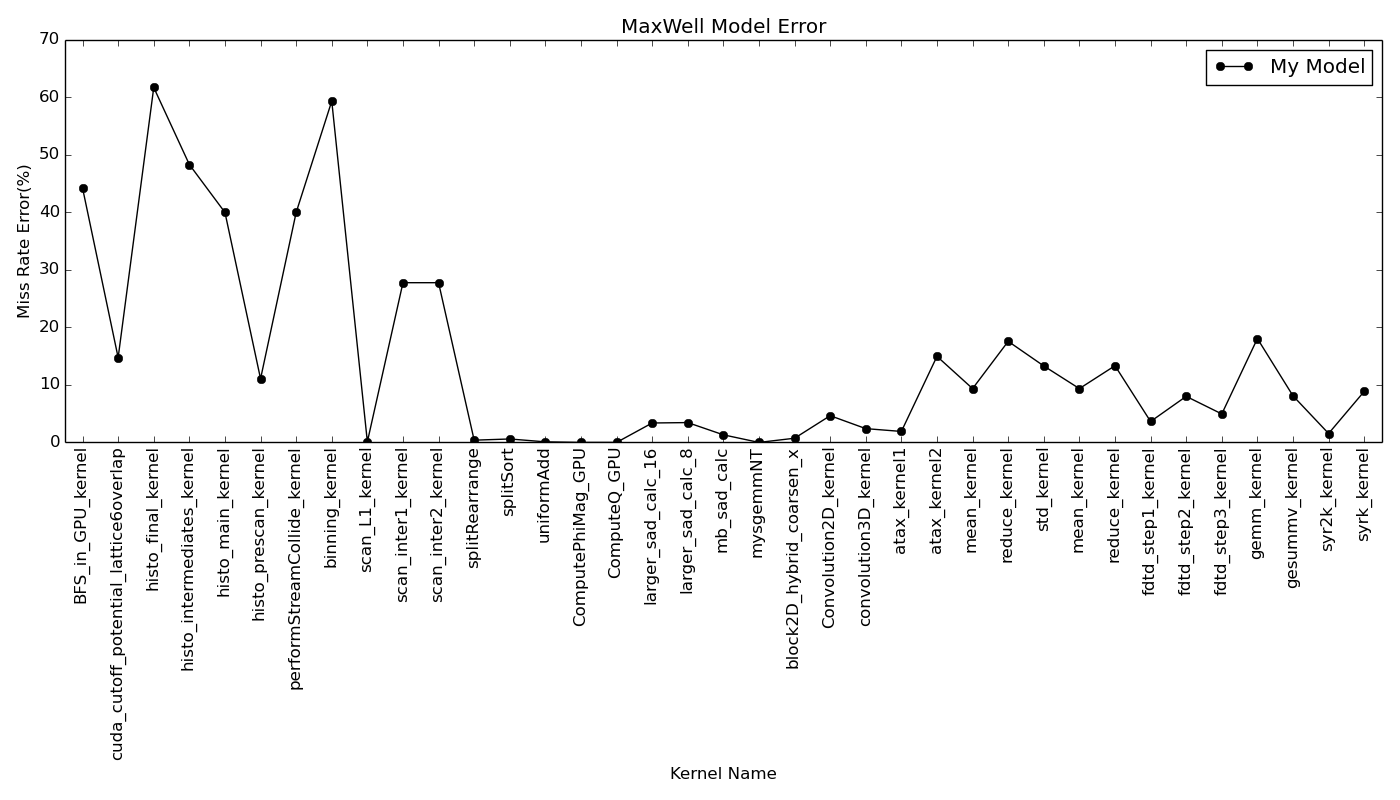 MaxWell Model Error
My Model
Miss Rate Error(%)
70
60
50
40
30
20
10
0
BFS_in_GPU_kernel
cuda_cutoff_potential_lattice6overlap
histo_final_kernel
histo_intermediates_kernel
histo_main_kernel
histo_prescan_kernel
performStreamCollide_kernel
binning_kernel
scan_L1_kernel
scan_inter1_kernel
scan_inter2_kernel
splitRearrange
splitSort
uniformAdd
ComputePhiMag_GPU
ComputeQ_GPU
larger_sad_calc_16
larger_sad_calc_8
mb_sad_calc
mysgemmNT
block2D_hybrid_coarsen_x
Convolution2D_kernel
convolution3D_kernel
atax_kernel1
atax_kernel2
mean_kernel
reduce_kernel
std_kernel
mean_kernel
reduce_kernel
fdtd_step1_kernel
fdtd_step2_kernel
fdtd_step3_kernel
gemm_kernel
gesummv_kernel
syr2k_kernel
syrk_kernel
Kernel Name